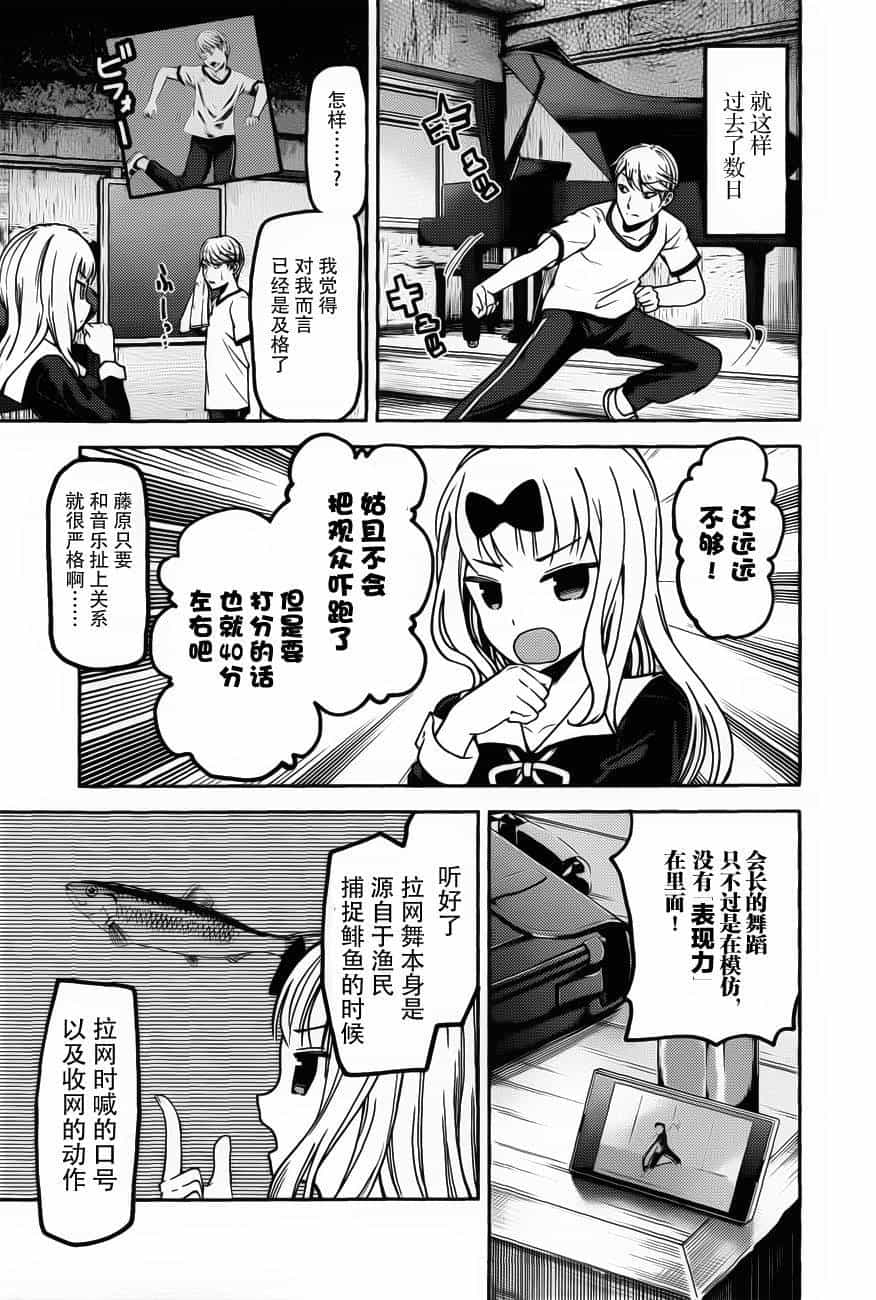 就这样
过去了数日
キュ
キュッ
ビフォー
怎样……?
我觉得
对我而言
已经是及格了
ふーっ
还远远
不够!
姑且不会
把观众吓跑了
但是要
打分的话
也就40分
左右吧
藤原只要
和音乐扯上关系
就很严格啊……
会长的舞蹈
只不过是在模仿,
没有「表现力」
在里面!
听好了
拉网舞本身是
源自于渔民
捕捉鲱鱼的时候
拉网时喊的口号
以及收网的动作